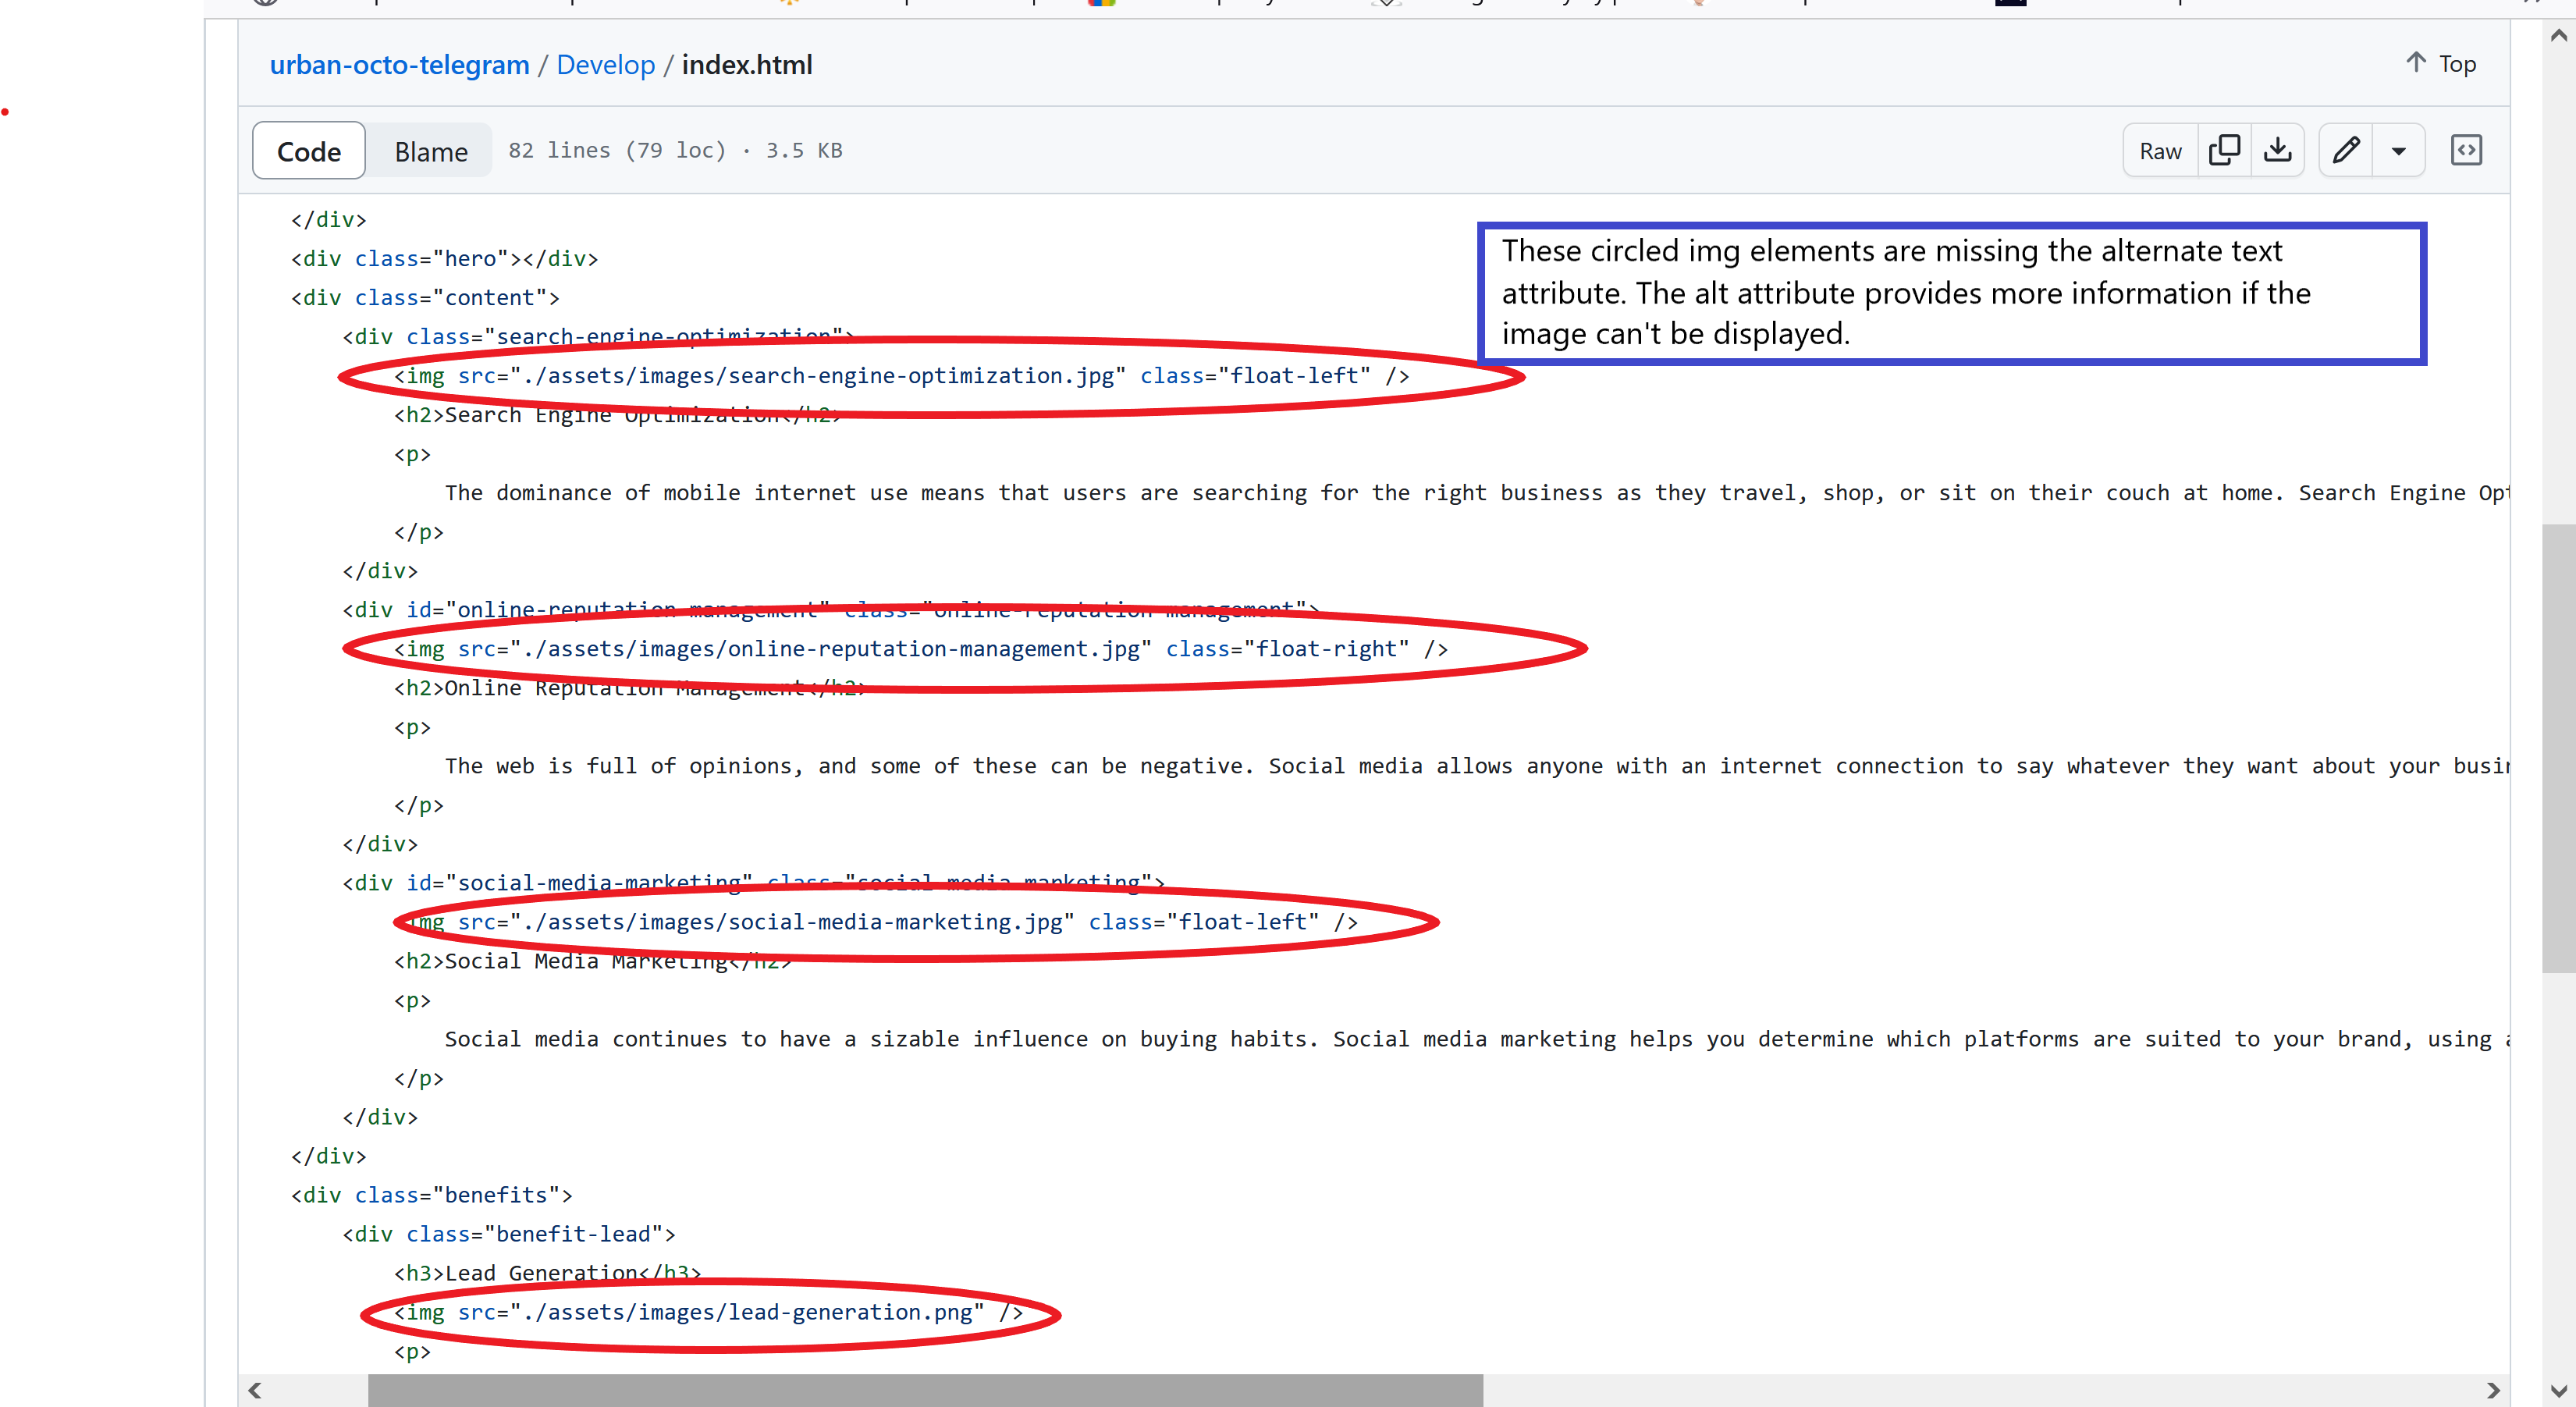 urban-octo-telegram / Develop / index.html
Top
Code Blame 82 lines (79 loc) · 3.5 KB
Raw
</div>
<div class="hero"></div>
<div class="content">
<div class="search-engine-optimization">
<img src="./assets/images/search-engine-optimization.jpg" class="float-left" />
<h2>Search Engine Optimization</h2>
<p>
The dominance of mobile internet use means that users are searching for the right business as they travel, shop, or sit on their couch at home. Search Engine Opt
</p>
</div>
<div id="online-reputation-management" class="online-reputation-management">
<img src="./assets/images/online-reputation-management.jpg" class="float-right" />
<h2>Online Reputation Management</h2>
<p>
The web is full of opinions, and some of these can be negative. Social media allows anyone with an internet connection to say whatever they want about your
</p>
</div>
<div id="social-media-marketing" class="social-media-marketing">
<img src="./assets/images/social-media-marketing.jpg" class="float-left" />
<h2>Social Media Marketing</h2>
<p>
Social media continues to have a sizable influence on buying habits. Social media marketing helps you determine which platforms are suited to your brand, using
</p>
</div>
</div>
<div class="benefits">
<div class="benefit-lead">
<h3>Lead Generation</h3>
<img src="./assets/images/lead-generation.png" />
<p>
These circled img elements are missing the alternate text
attribute. The alt attribute provides more information if the
image can't be displayed.